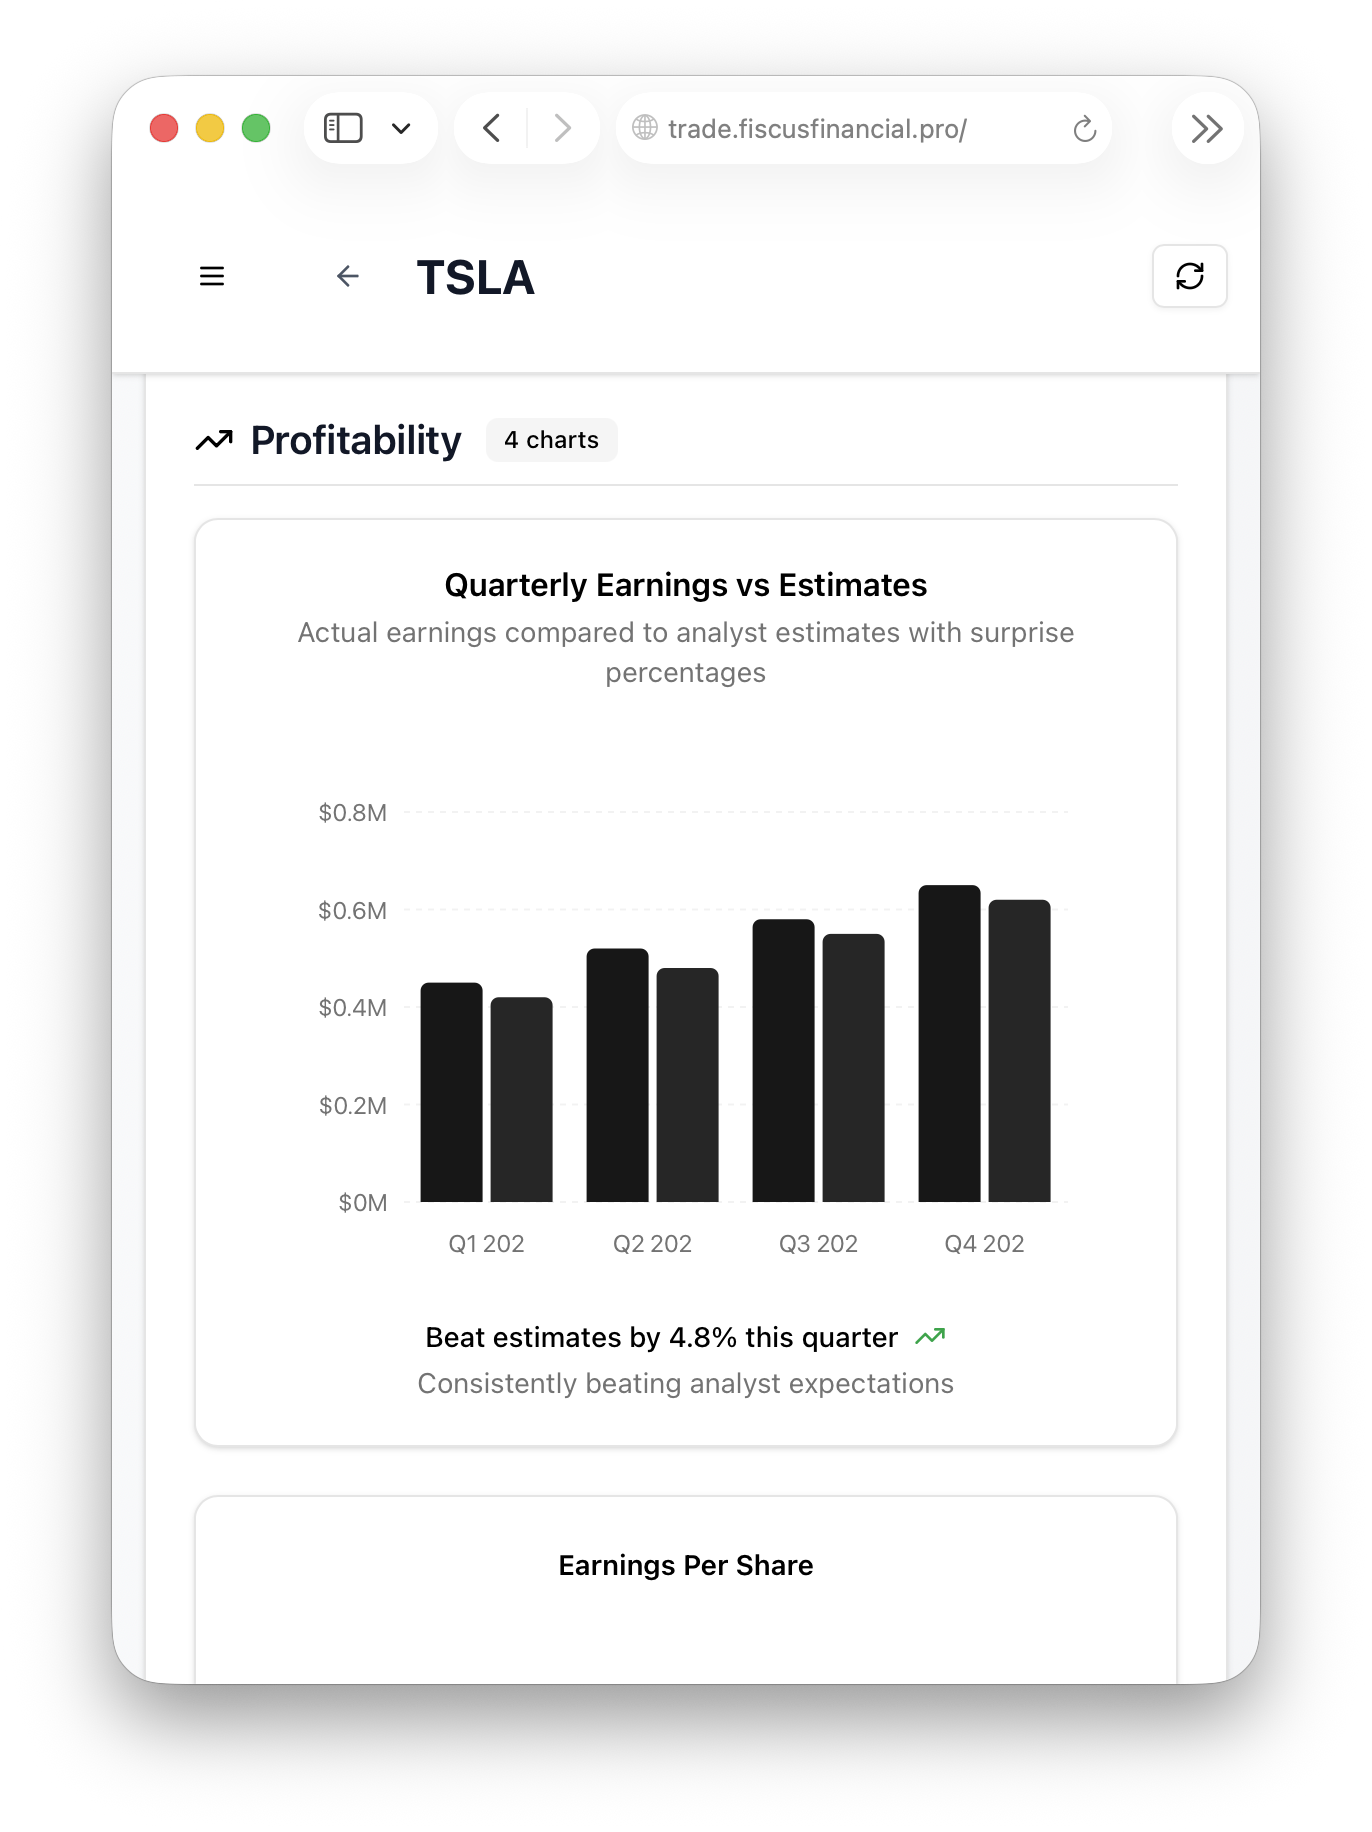 trade.fiscusfinancial.pro/
TSLA
Profitability
4 charts
Quarterly Earnings vs Estimates
Actual earnings compared to analyst estimates with surprise
percentages
$0.8M
$0.6M
$0.4M
$0.2M
$0M
Q1 202
Q2 202
Q3 202
Q4 202
Beat estimates by 4.8% this quarter
Consistently beating analyst expectations
Earnings Per Share